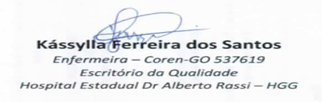 Kássylla Ferreira dos Santos
Enfermeira – Coren-GO 537619
Escritório da Qualidade
Hospital Estadual Dr Alberto Rassi – HGG